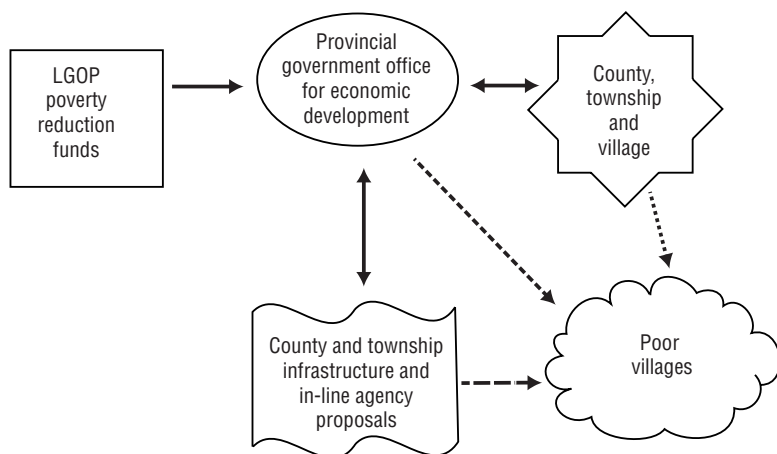 LGOP
poverty
reduction
funds
Provincial
government office
for economic
development
County,
township
and
village
County and township
infrastructure and
in-line agency
proposals
Poor
villages